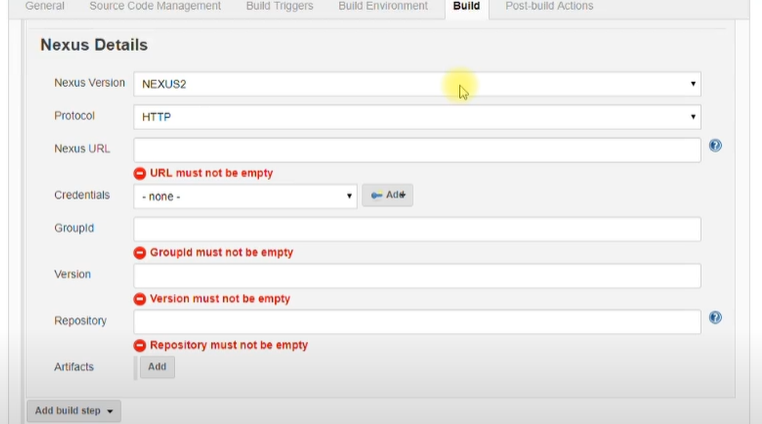 General Source Code Management Build Triggers Build Environment Build Post-build Actions
Nexus Details
Nexus Version NEXUS2
Protocol HTTP
Nexus URL
URL must not be empty
Credentials - none - Add
GroupId
GroupId must not be empty
Version
Version must not be empty
Repository
Repository must not be empty
Artifacts Add
Add build step